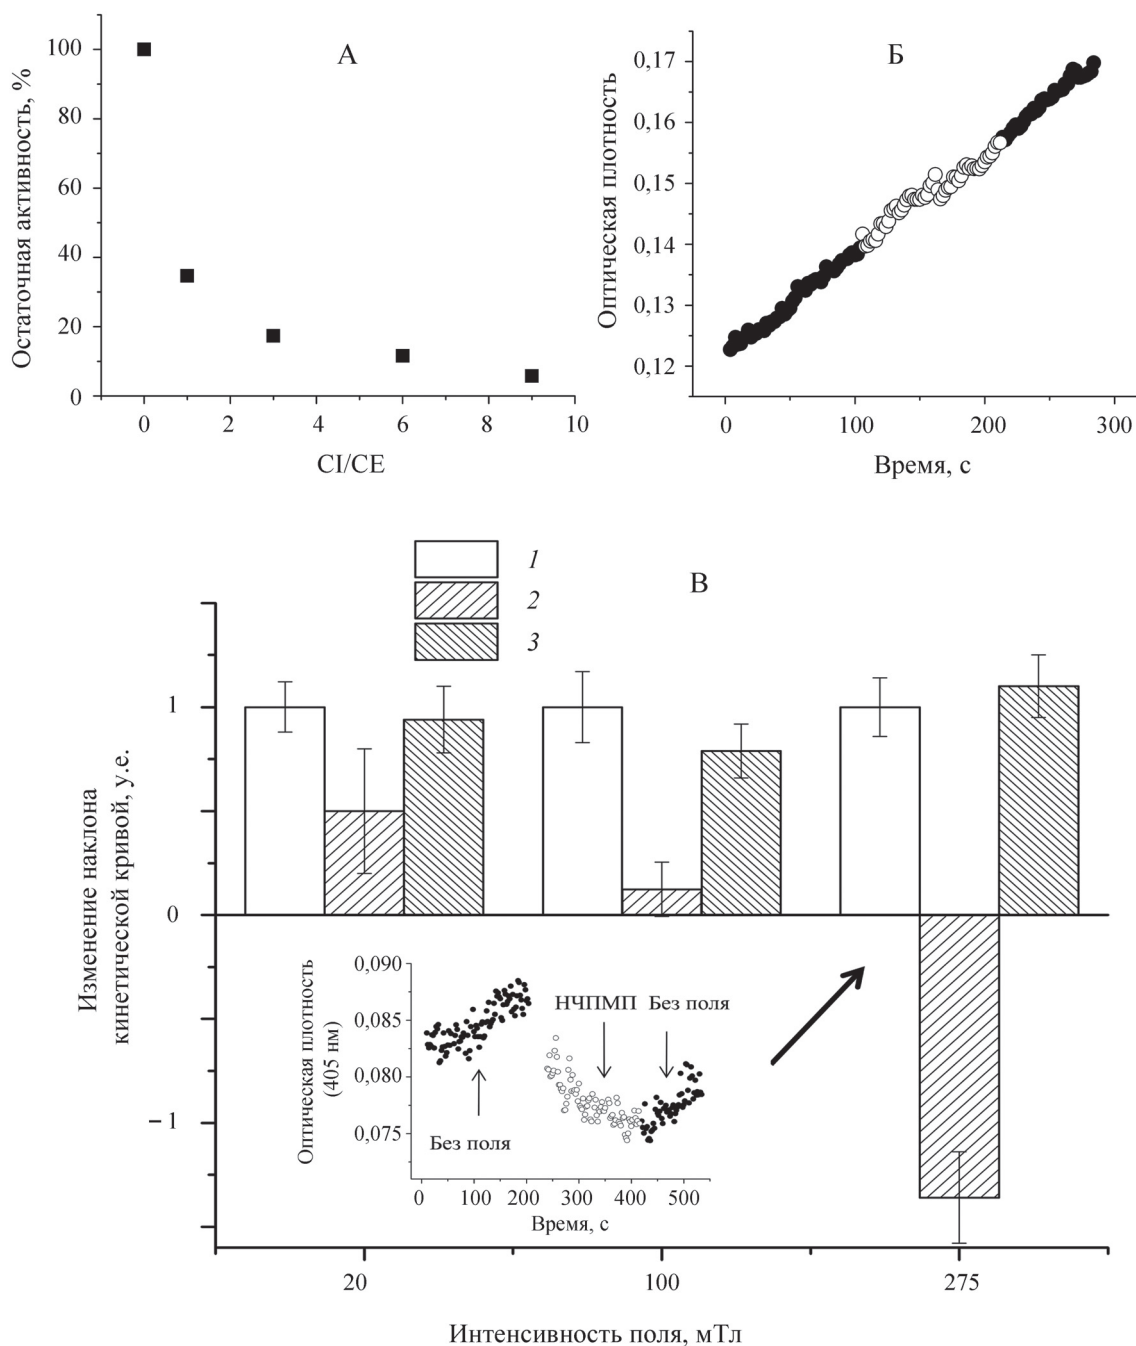 А
Остаточная активность, %
100
80
60
40
20
0
0 2 4 6 8 10
CI/CE
Б
Оптическая плотность
0,17
0,16
0,15
0,14
0,13
0,12
0 100 200 300
Время, с
В
1
2
3
Изменение наклона
кинетической кривой, у.е.
1
0
−1
Оптическая плотность
(405 нм)
0,090
0,085
0,080
0,075
НЧПМП Без поля
Без поля
0 100 200 300 400 500
Время, с
20 100 275
Интенсивность поля, мТл